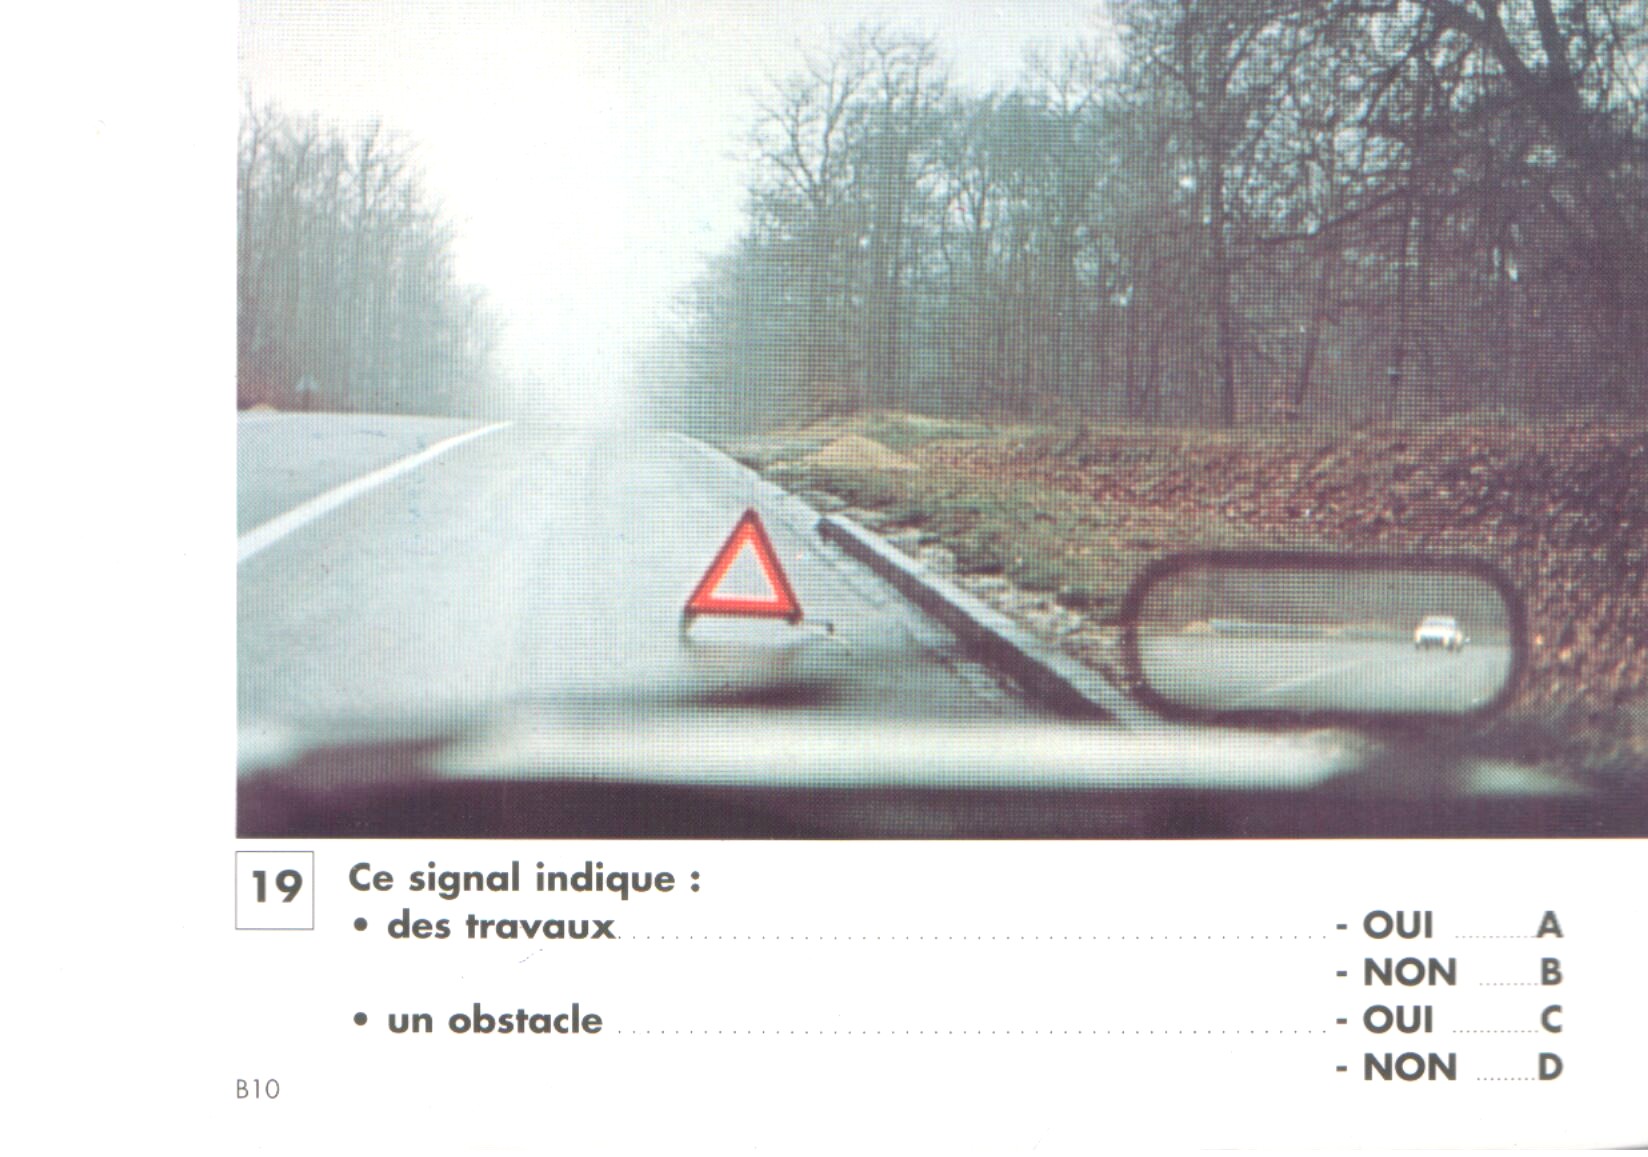 19 Ce signal indique :
• des travaux - OUI A
- NON B
• un obstacle - OUI C
- NON D
B10